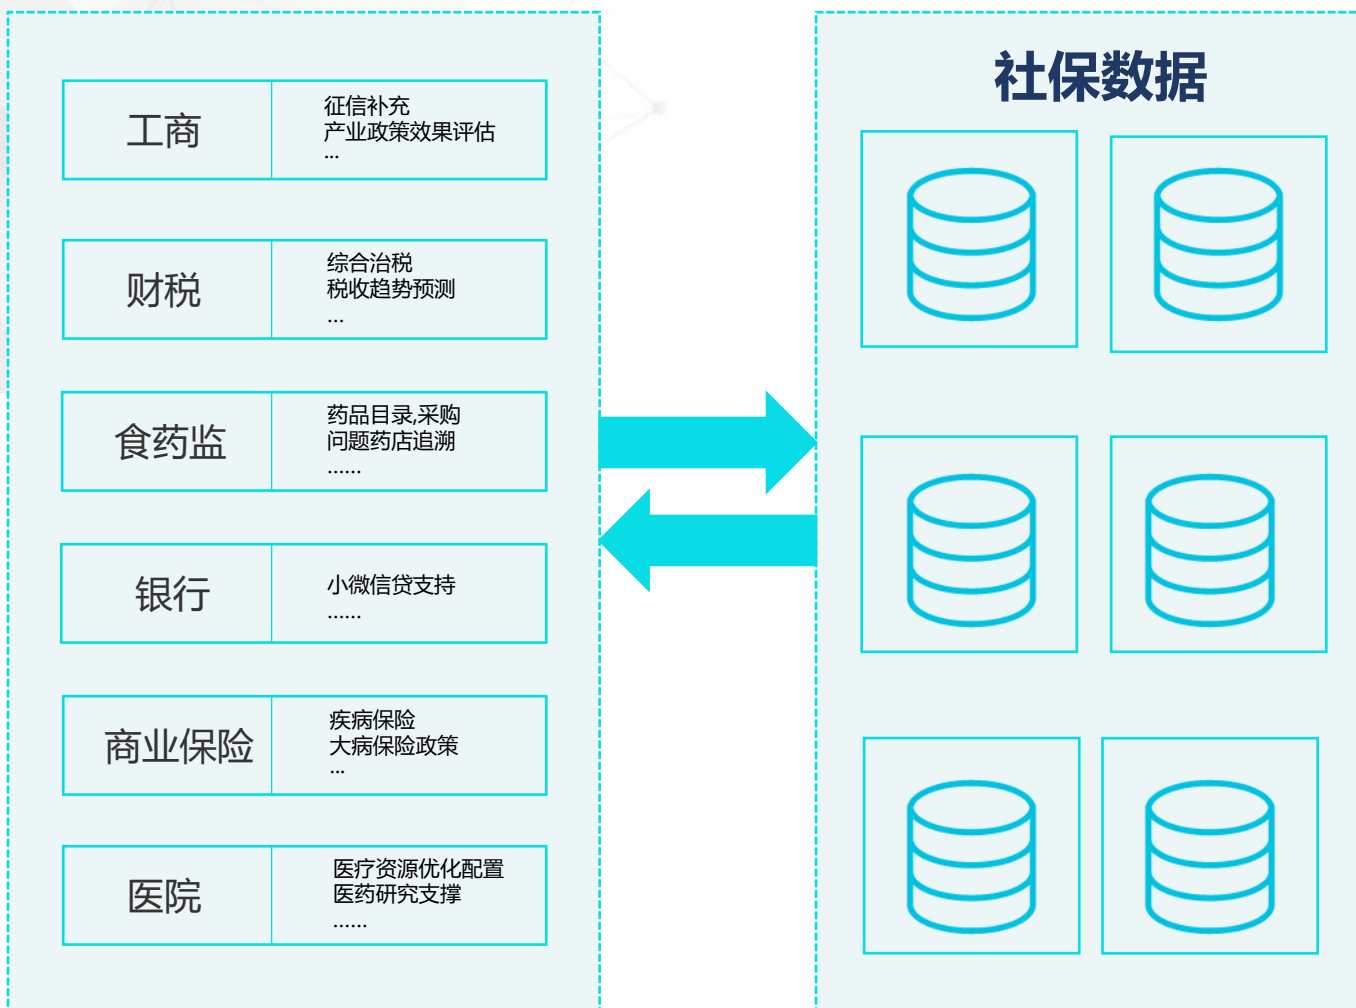 社保数据
工商
征信补充
产业政策效果评估
...
财税
综合治税
税收趋势预测
...
食药监
药品目录,采购
问题药店追溯
......
银行
小微信贷支持
......
商业保险
疾病保险
大病保险政策
...
医院
医疗资源优化配置
医药研究支撑
......